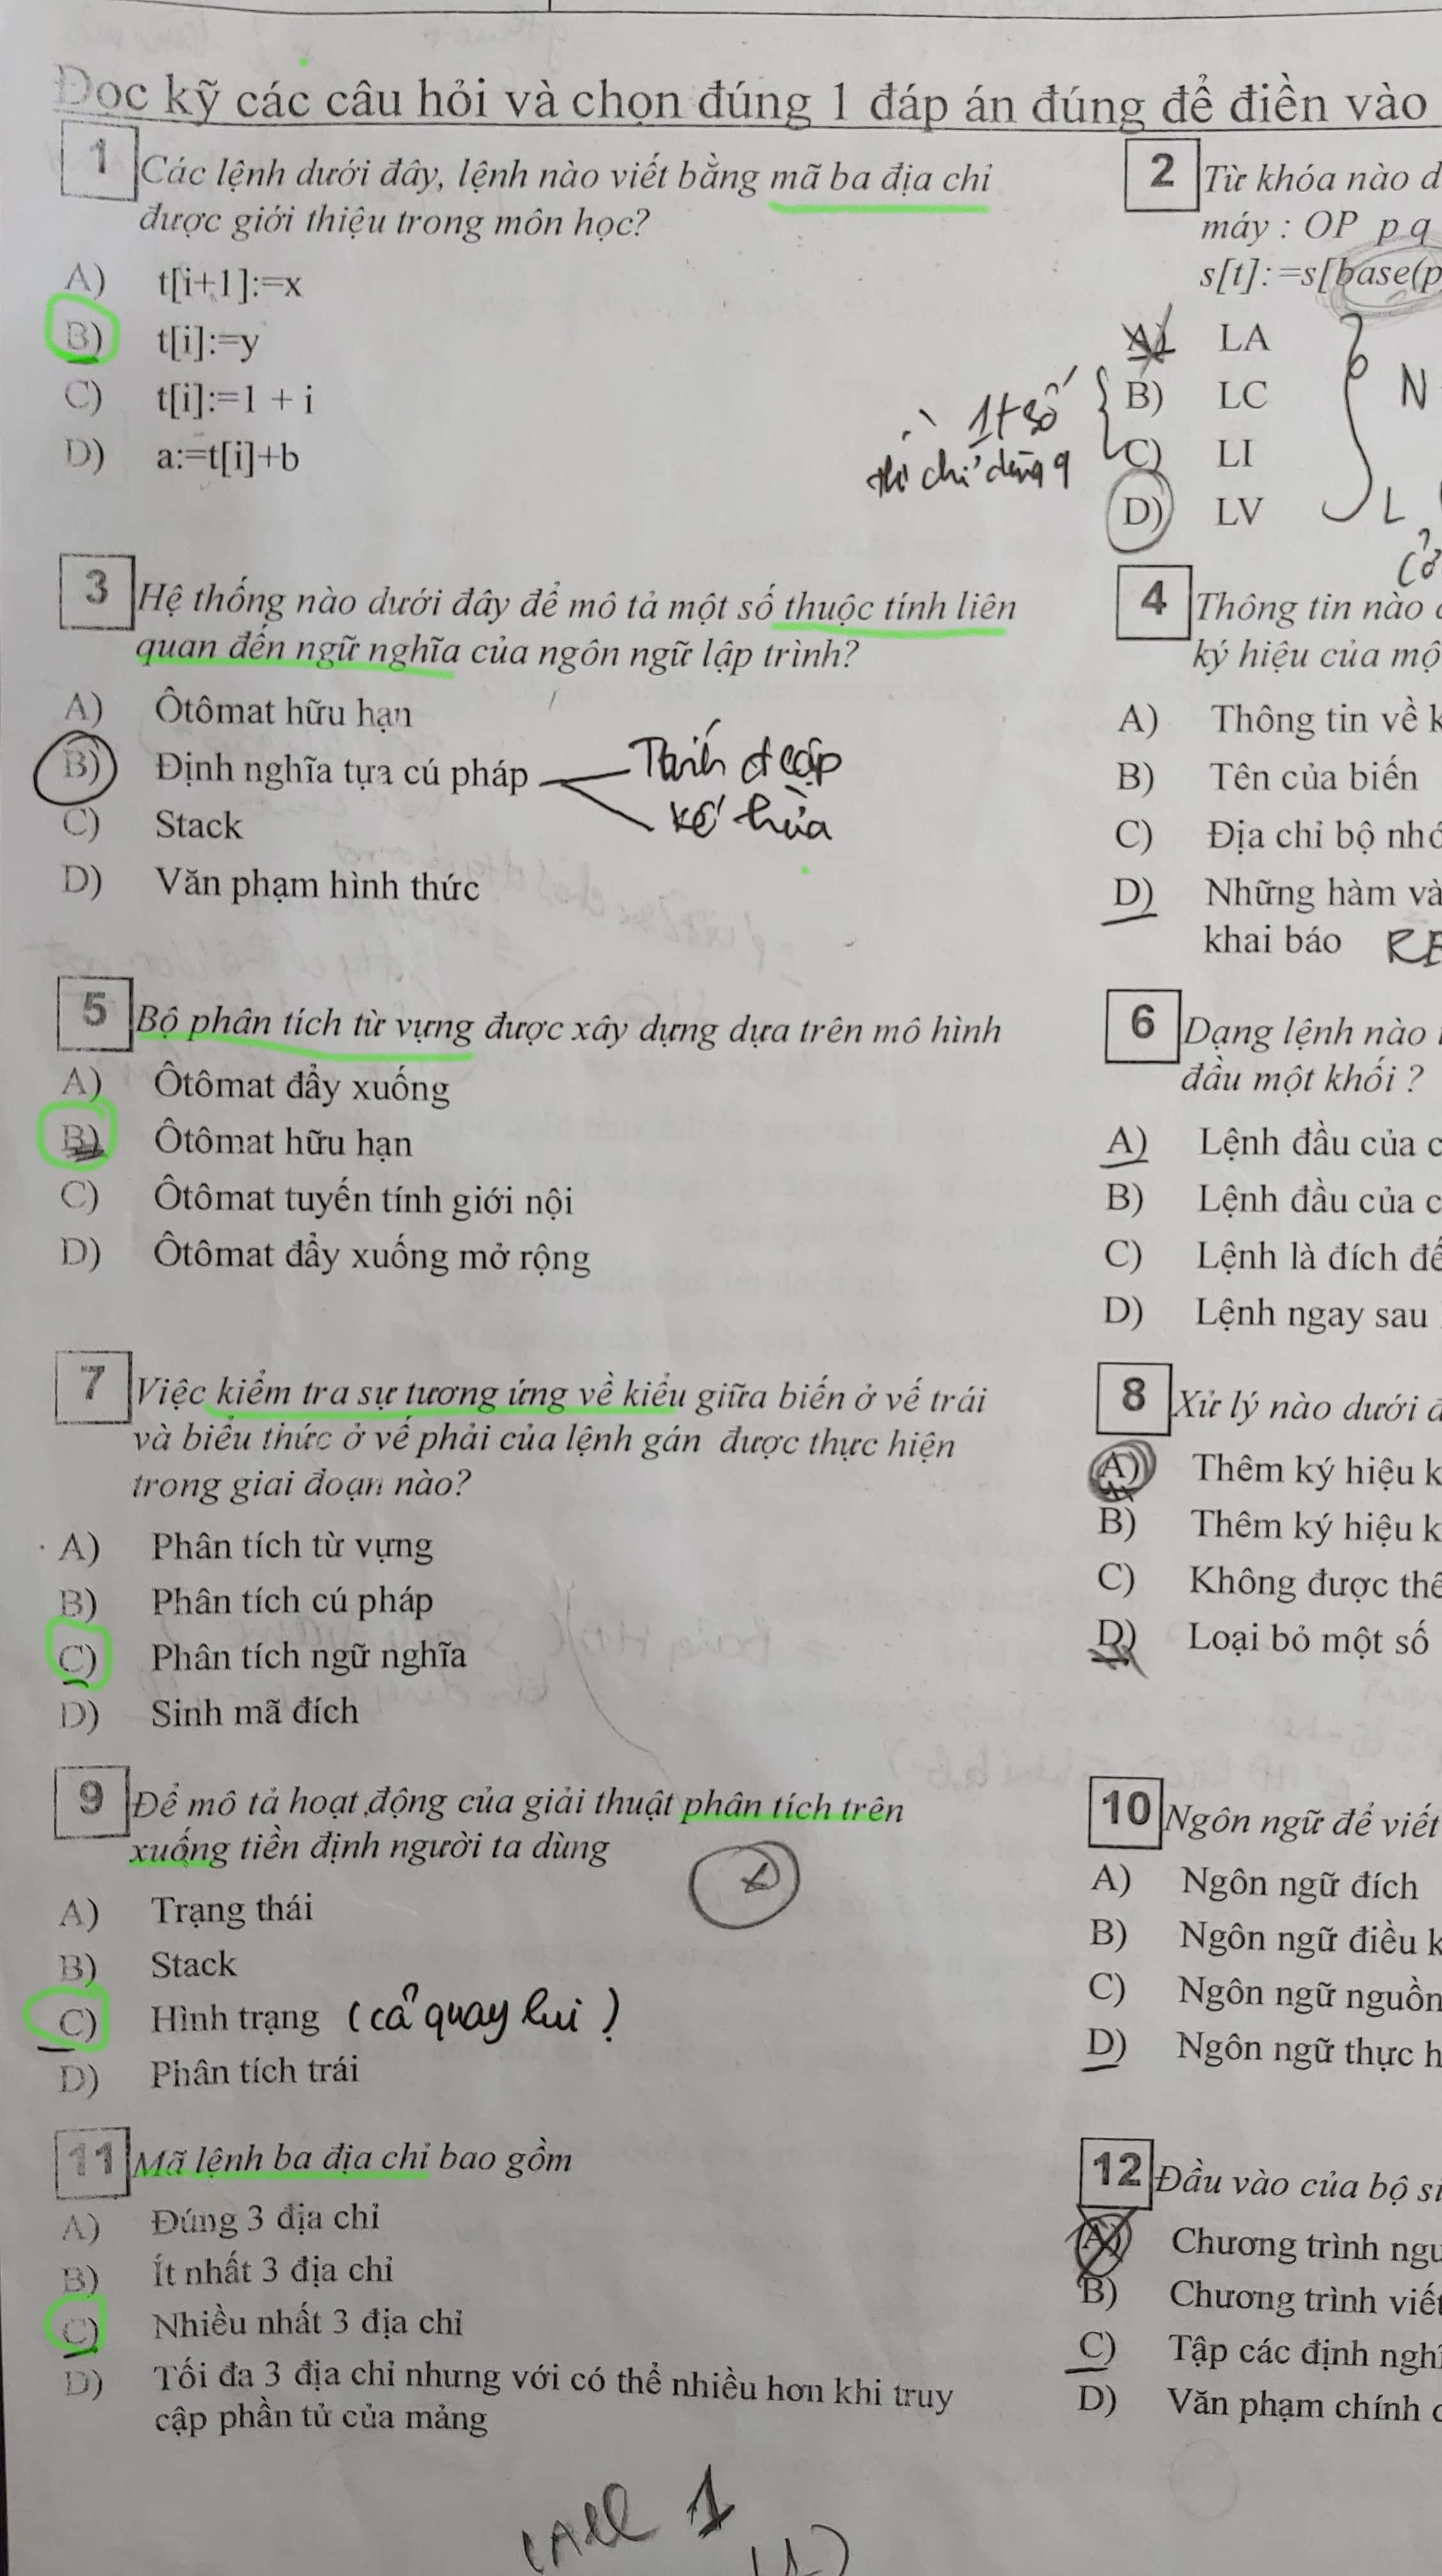 Đọc kỹ các câu hỏi và chọn đúng 1 đáp án đúng để điền vào
1 Các lệnh dưới đây, lệnh nào viết bằng mã ba địa chỉ
được giới thiệu trong môn học?
A) t[i+1]:=x
B) t[i]:=y
C) t[i]:=1 + i
D) a:=t[i]+b
2 Từ khóa nào
máy : OP p q
s[t]:=s[base(p
A) LA
B) LC
C) LI
D) LV
1 số
chỉ dùng q
N
L
3 Hệ thống nào dưới đây để mô tả một số thuộc tính liên
quan đến ngữ nghĩa của ngôn ngữ lập trình?
A) Ôtômat hữu hạn
B) Định nghĩa tựa cú pháp
C) Stack
D) Văn phạm hình thức
kế thừa
4 Thông tin nào
ký hiệu của
A) Thông tin về
B) Tên của biến
C) Địa chỉ bộ
D) Những hàm và
khai báo
5 Bộ phân tích từ vựng được xây dựng dựa trên mô hình
A) Ôtômat đẩy xuống
B) Ôtômat hữu hạn
C) Ôtômat tuyến tính giới nội
D) Ôtômat đẩy xuống mở rộng
6 Dạng lệnh nào
đầu một khối ?
A) Lệnh đầu của
B) Lệnh đầu của
C) Lệnh là đích
D) Lệnh ngay sau
7 Việc kiểm tra sự tương ứng về kiểu giữa biến ở vế trái
và biểu thức ở vế phải của lệnh gán được thực hiện
trong giai đoạn nào?
A) Phân tích từ vựng
B) Phân tích cú pháp
C) Phân tích ngữ nghĩa
D) Sinh mã đích
8 Xử lý nào dưới
A) Thêm ký hiệu
B) Thêm ký hiệu
C) Không được
D) Loại bỏ một số
9 Để mô tả hoạt động của giải thuật phân tích trên
xuống tiền định người ta dùng
A) Trạng thái
B) Stack
C) Hình trạng (cả quay lui)
D) Phân tích trái
10 Ngôn ngữ để viết
A) Ngôn ngữ đích
B) Ngôn ngữ điều
C) Ngôn ngữ nguồn
D) Ngôn ngữ thực
11 Mã lệnh ba địa chỉ bao gồm
A) Đúng 3 địa chỉ
B) Ít nhất 3 địa chỉ
C) Nhiều nhất 3 địa chỉ
D) Tối đa 3 địa chỉ nhưng với có thể nhiều hơn khi truy
cập phần tử của mảng
12 Đầu vào của bộ
A) Chương trình
B) Chương trình viết
C) Tập các định
D) Văn phạm chính
CALL 1